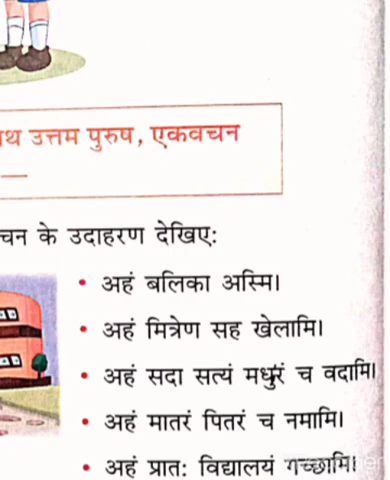 उत्तम पुरुष, एकवचन
के उदाहरण देखिए:
• अहं बलिका अस्मि।
• अहं मित्रेण सह खेलामि।
• अहं सदा सत्यं मधुरं च वदामि।
• अहं मातरं पितरं च नमामि।
• अहं प्रातः विद्यालयं गच्छामि।